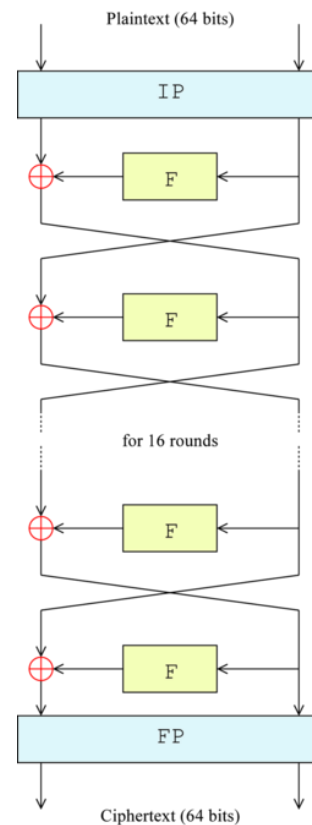 Plaintext (64 bits)
IP
F
F
for 16 rounds
F
F
FP
Ciphertext (64 bits)